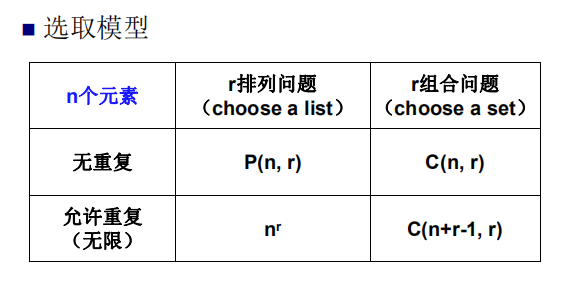 ■ 选取模型
n个元素
r排列问题
（choose a list）
r组合问题
（choose a set）
无重复
P(n, r)
C(n, r)
允许重复
（无限）
nʳ
C(n+r-1, r)